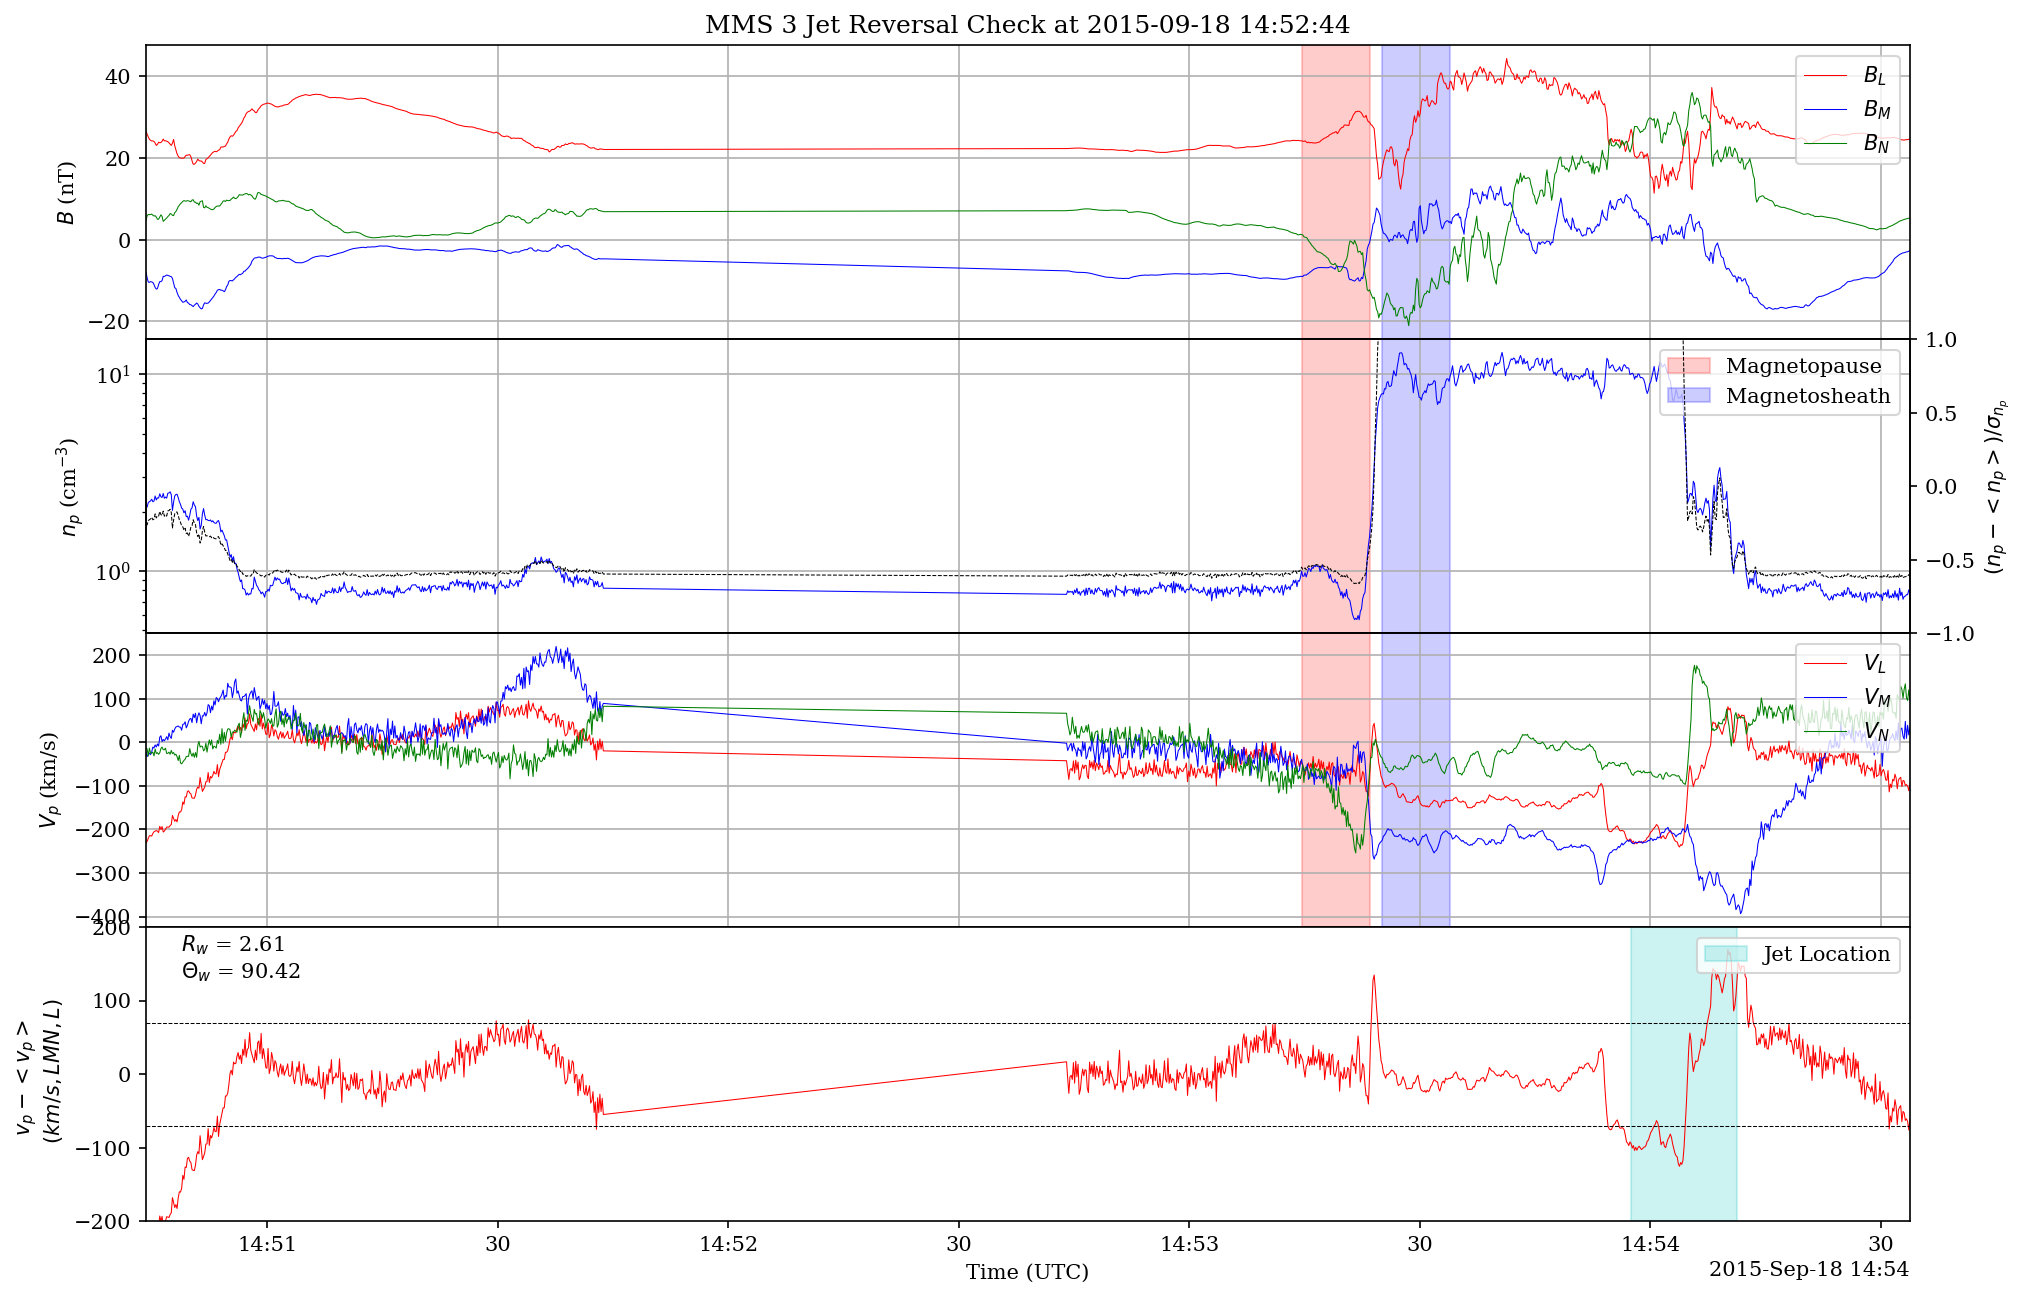 MMS 3 Jet Reversal Check at 2015-09-18 14:52:44
40
20
0
−20
B (nT)
B_L
B_M
B_N
10^1
10^0
n_p (cm^{−3})
Magnetopause
Magnetosheath
1.0
0.5
0.0
−0.5
−1.0
(n_p − < n_p > )/σ_{n_p}
200
100
0
−100
−200
−300
−400
V_p (km/s)
V_L
V_M
V_N
200
100
0
−100
−200
v_p − < v_p >
(km/s, LMN, L)
R_w = 2.61
Θ_w = 90.42
Jet Location
14:51
30
14:52
30
14:53
30
14:54
30
Time (UTC)
2015-Sep-18 14:54